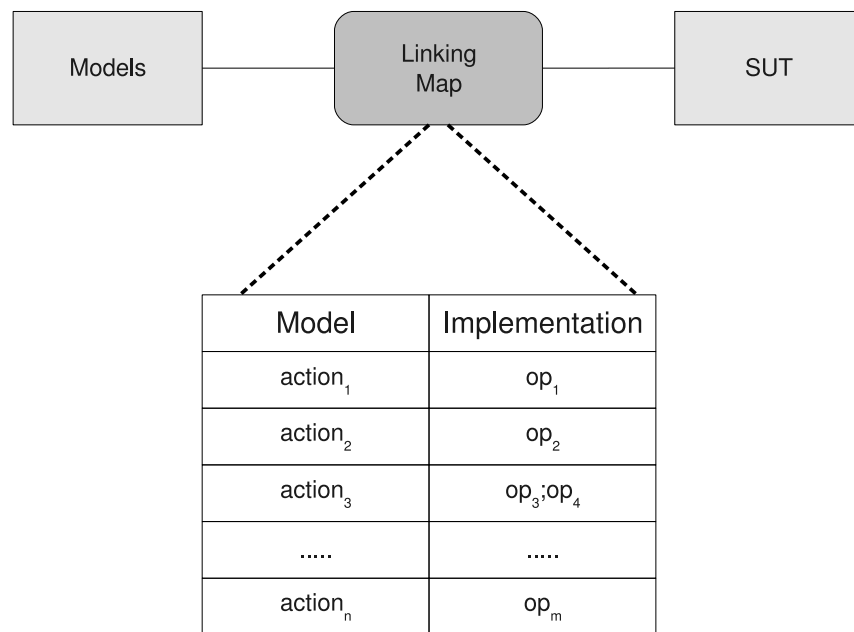 Models
Linking
Map
SUT
Model Implementation
action₁ op₁
action₂ op₂
action₃ op₃;op₄
..... .....
actionₙ opₘ